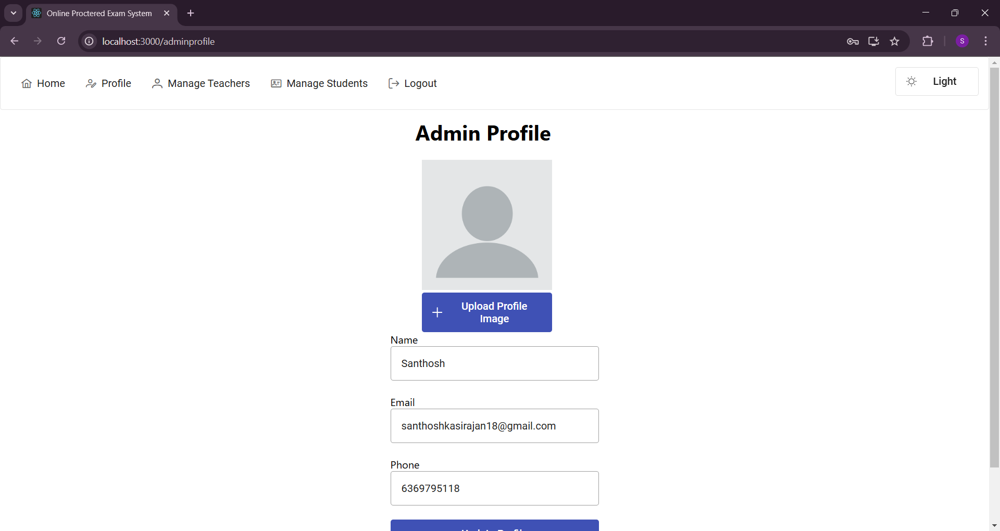 Online Proctered Exam System
localhost:3000/adminprofile
S
Home Profile Manage Teachers Manage Students Logout
Light
Admin Profile
Upload Profile
Image
Name
Santhosh
Email
santhoshkasirajan18@gmail.com
Phone
6369795118